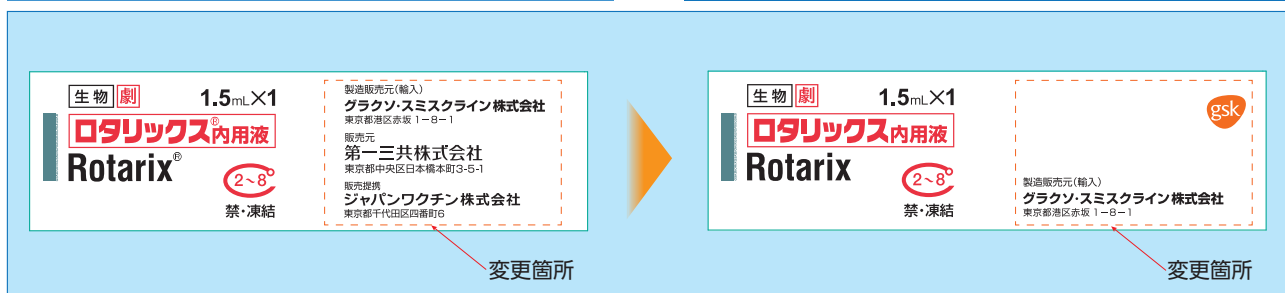 生物 劇 1.5mL×1
ロタリックス®内用液
Rotarix®
2~8°
禁・凍結
製造販売元(輸入)
グラクソ・スミスクライン株式会社
東京都港区赤坂 1-8-1
販売元
第一三共株式会社
東京都中央区日本橋本町3-5-1
販売提携
ジャパンワクチン株式会社
東京都千代田区四番町6
変更箇所
生物 劇 1.5mL×1
ロタリックス内用液
Rotarix
2~8°
禁・凍結
gsk
製造販売元(輸入)
グラクソ・スミスクライン株式会社
東京都港区赤坂 1-8-1
変更箇所